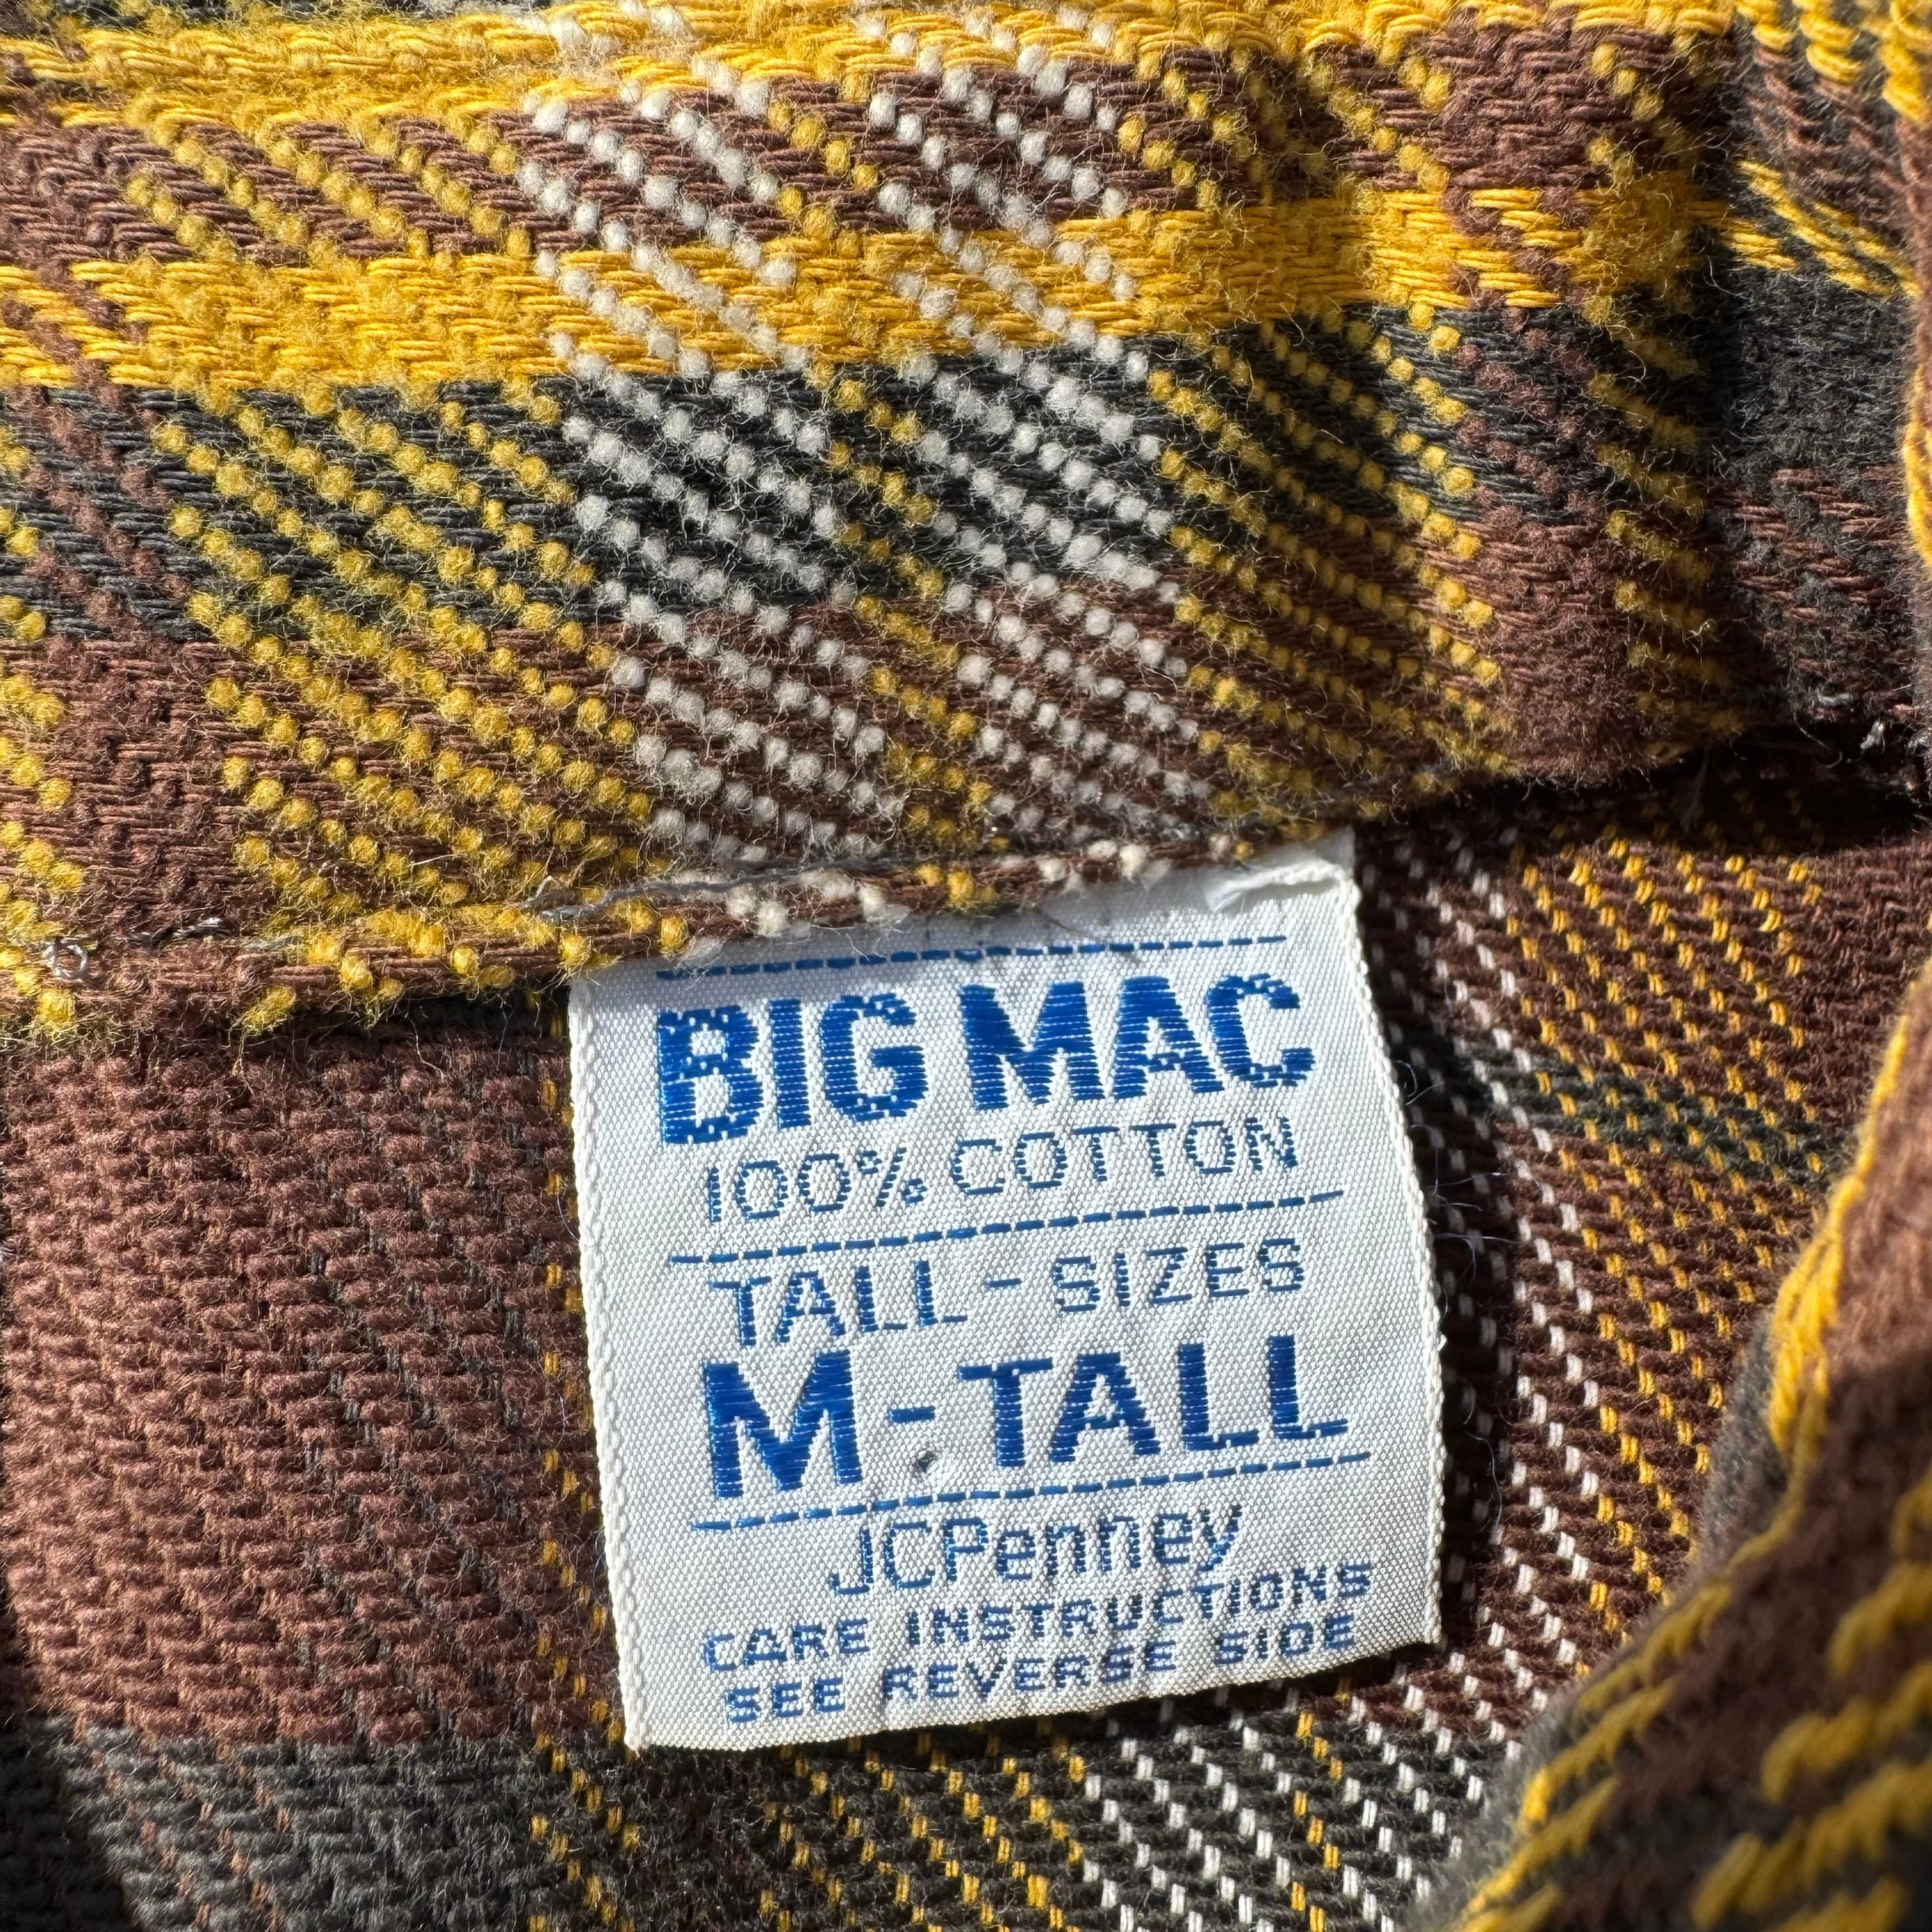 BIG MAC
100% COTTON
TALL - SIZES
M - TALL
JCPenney
CARE INSTRUCTIONS
SEE REVERSE SIDE